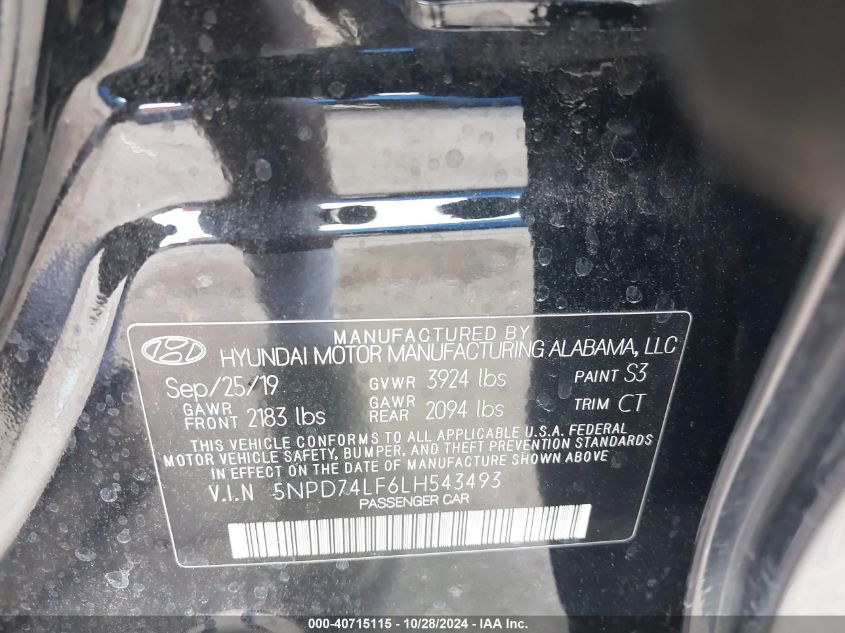 MANUFACTURED BY
HYUNDAI MOTOR MANUFACTURING ALABAMA, LLC
Sep/25/19 GVWR 3924 lbs PAINT S3
GAWR FRONT 2183 lbs GAWR REAR 2094 lbs TRIM CT
THIS VEHICLE CONFORMS TO ALL APPLICABLE U.S.A. FEDERAL
MOTOR VEHICLE SAFETY, BUMPER, AND THEFT PREVENTION STANDARDS
IN EFFECT ON THE DATE OF MANUFACTURE SHOWN ABOVE.
V.I.N 5NPD74LF6LH543493
PASSENGER CAR
000-40715115 - 10/28/2024 - IAAI.com